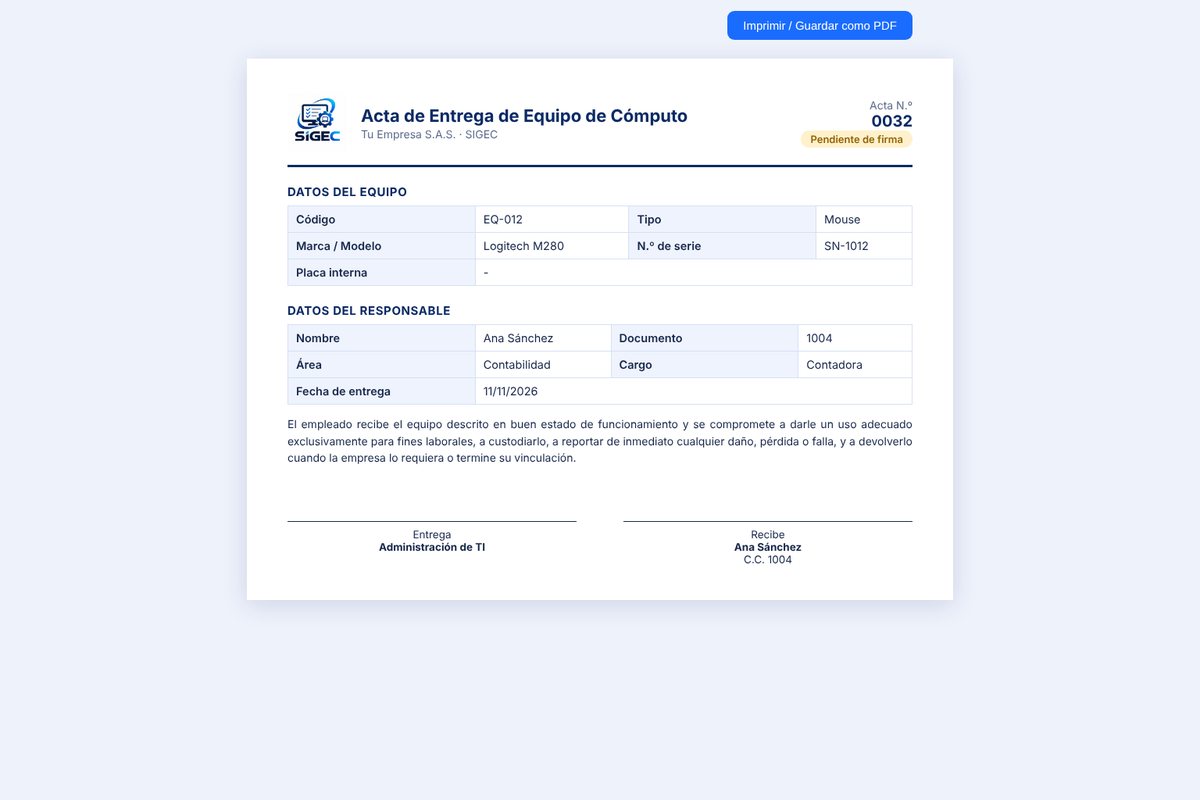 Imprimir / Guardar como PDF
SIGEC
Acta de Entrega de Equipo de Cómputo
Tu Empresa S.A.S. · SIGEC
Acta N.º
0032
Pendiente de firma
DATOS DEL EQUIPO
Código EQ-012 Tipo Mouse
Marca / Modelo Logitech M280 N.º de serie SN-1012
Placa interna -
DATOS DEL RESPONSABLE
Nombre Ana Sánchez Documento 1004
Área Contabilidad Cargo Contadora
Fecha de entrega 11/11/2026
El empleado recibe el equipo descrito en buen estado de funcionamiento y se compromete a darle un uso adecuado
exclusivamente para fines laborales, a custodiarlo, a reportar de inmediato cualquier daño, pérdida o falla, y a devolverlo
cuando la empresa lo requiera o termine su vinculación.
Entrega
Administración de TI
Recibe
Ana Sánchez
C.C. 1004